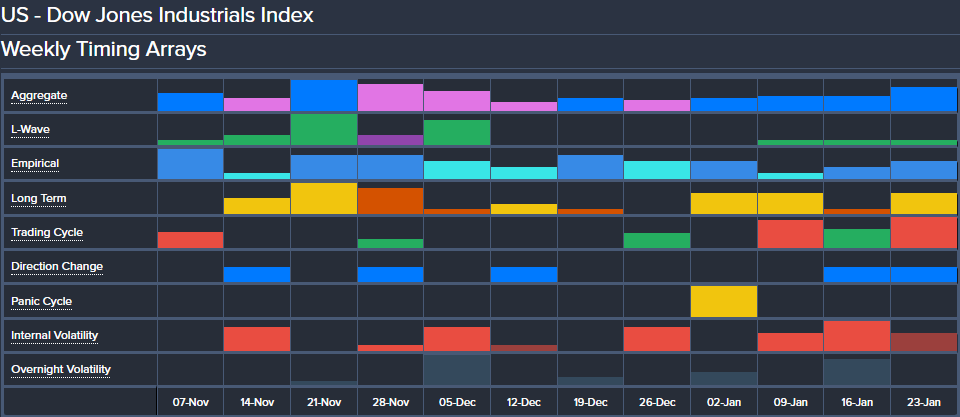 US - Dow Jones Industrials Index
Weekly Timing Arrays
Aggregate
L-Wave
Empirical
Long Term
Trading Cycle
Direction Change
Panic Cycle
Internal Volatility
Overnight Volatility
07-Nov 14-Nov 21-Nov 28-Nov 05-Dec 12-Dec 19-Dec 26-Dec 02-Jan 09-Jan 16-Jan 23-Jan